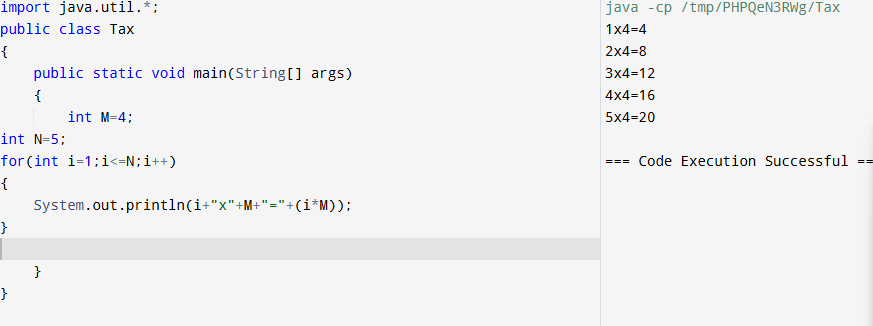 import java.util.*;
public class Tax
{
    public static void main(String[] args)
    {
        int M=4;
int N=5;
for(int i=1;i<=N;i++)
{
    System.out.println(i+"x"+M+"="+(i*M));
}
    }
}
java -cp /tmp/PHPQeN3RWg/Tax
1x4=4
2x4=8
3x4=12
4x4=16
5x4=20
=== Code Execution Successful ==